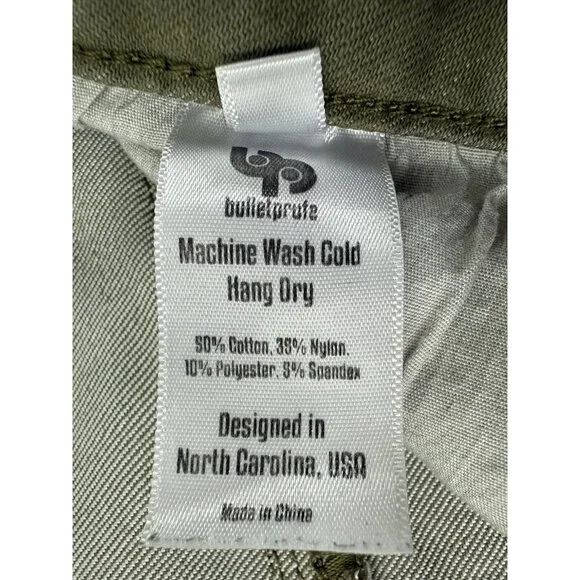 bp
bulletprufe
Machine Wash Cold
Hang Dry
50% Cotton, 35% Nylon,
10% Polyester, 5% Spandex
Designed in
North Carolina, USA
Made in China